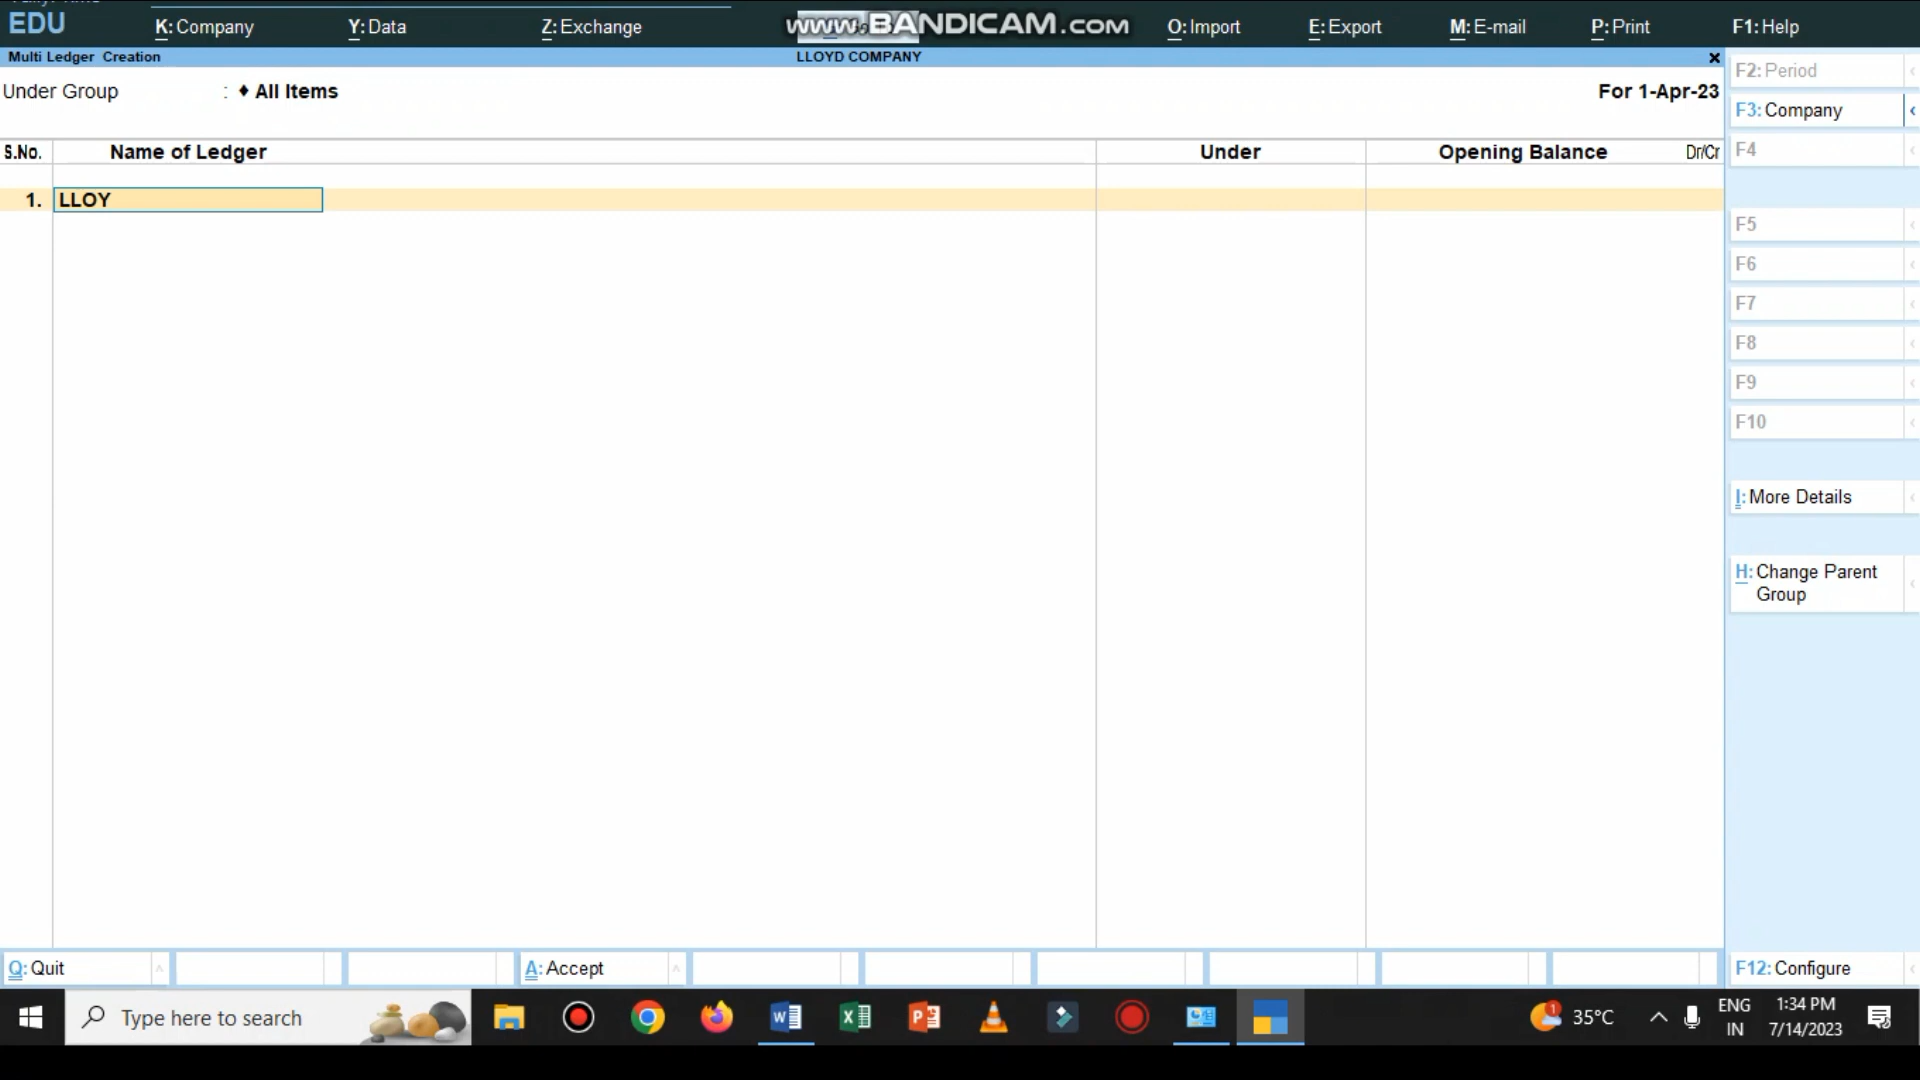 EDU
K: Company
Y: Data
Z: Exchange
www.BANDICAM.com
O: Import
E: Export
M: E-mail
P: Print
F1: Help
Multi Ledger Creation
LLOYD COMPANY
Under Group : ♦ All Items
For 1-Apr-23
S.No.
Name of Ledger
Under
Opening Balance
Dr/Cr
1. LLOY
F2: Period
F3: Company
F4
F5
F6
F7
F8
F9
F10
I: More Details
H: Change Parent
Group
Q: Quit
A: Accept
F12: Configure
Type here to search
35°C
ENG
IN
1:34 PM
7/14/2023